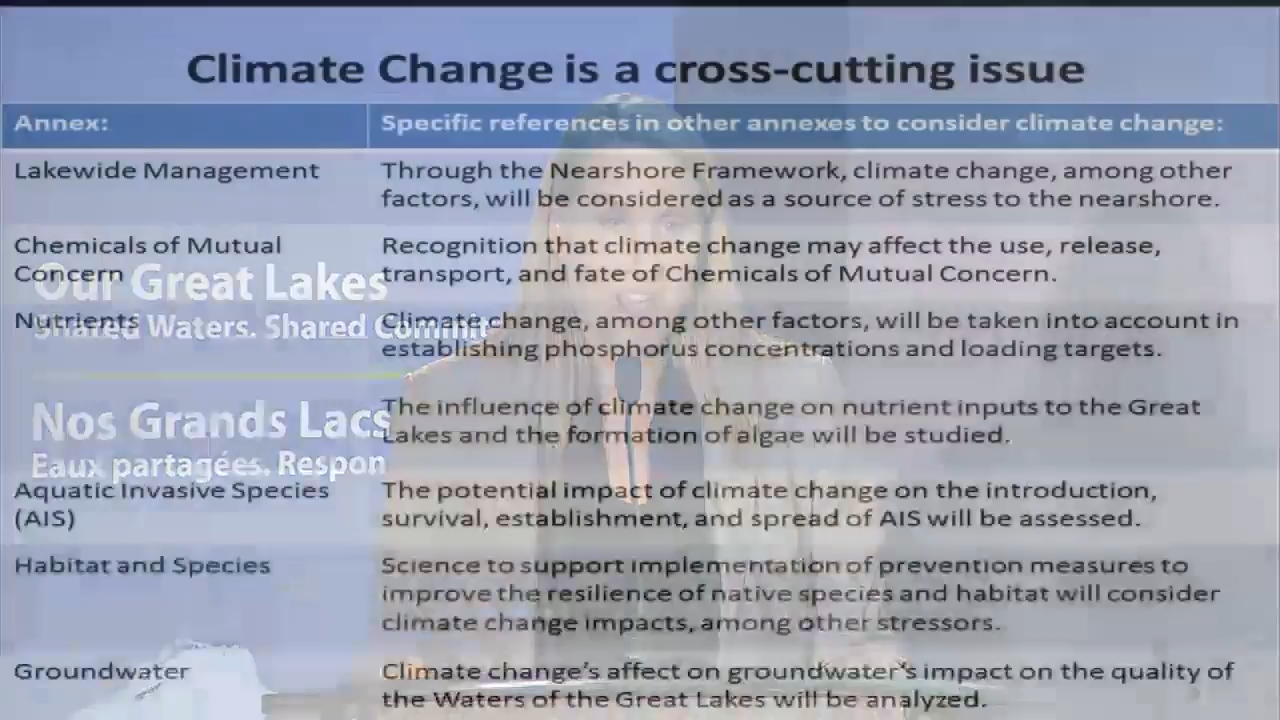 Climate Change is a cross-cutting issue
Annex:
Specific references in other annexes to consider climate change:
Lakewide Management
Through the Nearshore Framework, climate change, among other
factors, will be considered as a source of stress to the nearshore.
Chemicals of Mutual
Concern
Recognition that climate change may affect the use, release,
transport, and fate of Chemicals of Mutual Concern.
Nutrients
Climate change, among other factors, will be taken into account in
establishing phosphorus concentrations and loading targets.
The influence of climate change on nutrient inputs to the Great
Lakes and the formation of algae will be studied.
Aquatic Invasive Species
(AIS)
The potential impact of climate change on the introduction,
survival, establishment, and spread of AIS will be assessed.
Habitat and Species
Science to support implementation of prevention measures to
improve the resilience of native species and habitat will consider
climate change impacts, among other stressors.
Groundwater
Climate change's affect on groundwater's impact on the quality of
the Waters of the Great Lakes will be analyzed.
Our Great Lakes
Shared Waters. Shared Commit
Nos Grands Lacs
Eaux partagées. Respon